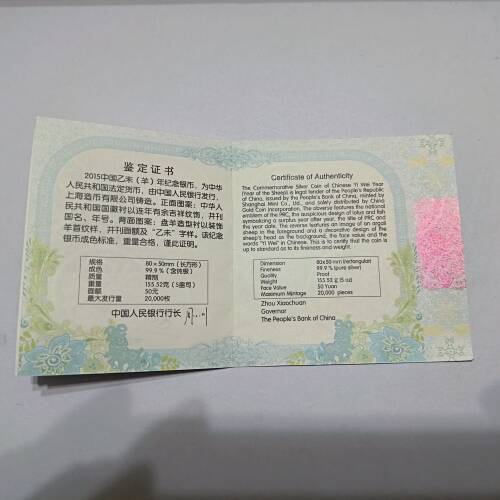 鉴定证书
2015中国乙未（羊）年纪念银币，为中华
人民共和国法定货币，由中国人民银行发行，
上海造币有限公司铸造。正面图案：中华人
民共和国国徽衬以连年有余吉祥纹饰，并刊
国名、年号。背面图案：盘羊造型衬以装饰
羊首纹样，并刊面额及“乙未”字样。该纪念
银币成色标准，重量合格，谨此证明。
规格 80×50mm（长方形）
成色 99.9％（含纯银）
质量 精制
重量 155.52克（5盎司）
面额 50元
最大发行量 20,000枚
中国人民银行行长
Certificate of Authenticity
The Commemorative Silver Coin of Chinese Yi Wei Year
(Year of the Sheep) is legal tender of the People's Republic
of China, issued by the People's Bank of China, minted by
Shanghai Mint Co., Ltd., and solely distributed by China
Gold Coin Incorporation. The obverse features the national
emblem of the PRC, the auspicious design of lotus and fish
symbolizing a surplus year after year, the title of PRC and
the year date. The reverse features an image of an argali
sheep in the foreground and a decorative design of the
sheep's head as the background, the face value and the
words "Yi Wei" in Chinese. This is to certify that the coin is
up to standard as to its fineness and weight.
Dimension 80x50 mm (rectangular)
Fineness 99.9 % (pure silver)
Quality Proof
Weight 155.52 g (5 oz)
Face Value 50 Yuan
Maximum Mintage 20,000 pieces
Zhou Xiaochuan
Governor
The People's Bank of China